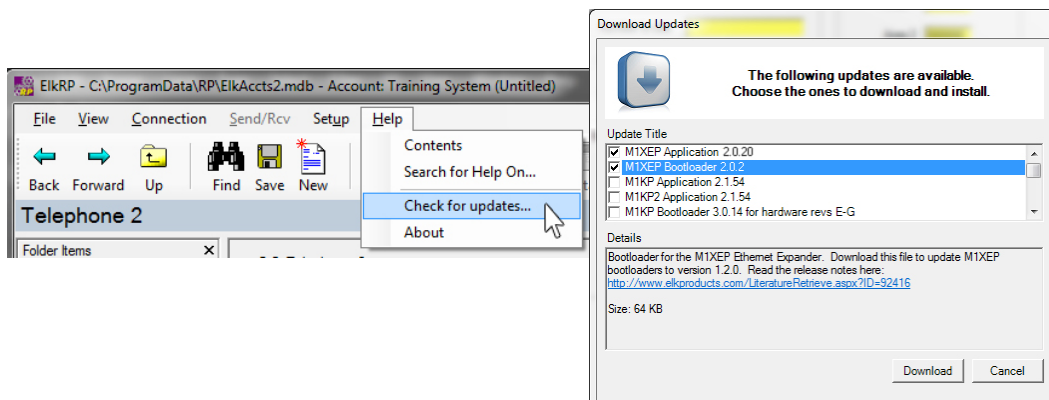 ElkRP - C:\ProgramData\RP\ElkAccts2.mdb - Account: Training System (Untitled)
File View Connection Send/Rcv Setup Help
Back Forward Up Find Save New
Contents
Search for Help On...
Check for updates...
About
Telephone 2
Folder Items
Download Updates
The following updates are available.
Choose the ones to download and install.
Update Title
M1XEP Application 2.0.20
M1XEP Bootloader 2.0.2
M1KP Application 2.1.54
M1KP2 Application 2.1.54
M1KP Bootloader 3.0.14 for hardware revs E-G
Details
Bootloader for the M1XEP Ethernet Expander. Download this file to update M1XEP
bootloaders to version 1.2.0. Read the release notes here:
http://www.elkproducts.com/LiteratureRetrieve.aspx?ID=92416
Size: 64 KB
Download Cancel